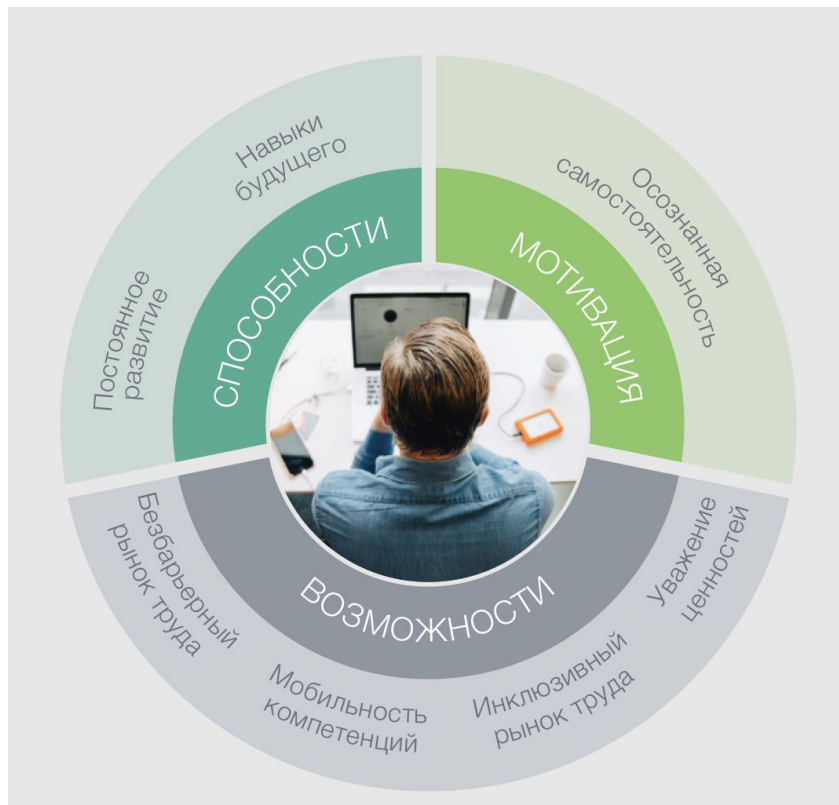 Навыки
будущего
Постоянное
развитие
СПОСОБНОСТИ
Осознанная
самостоятельность
МОТИВАЦИЯ
ВОЗМОЖНОСТИ
Безбарьерный
рынок труда
Мобильность
компетенций
Инклюзивный
рынок труда
Уважение
ценностей